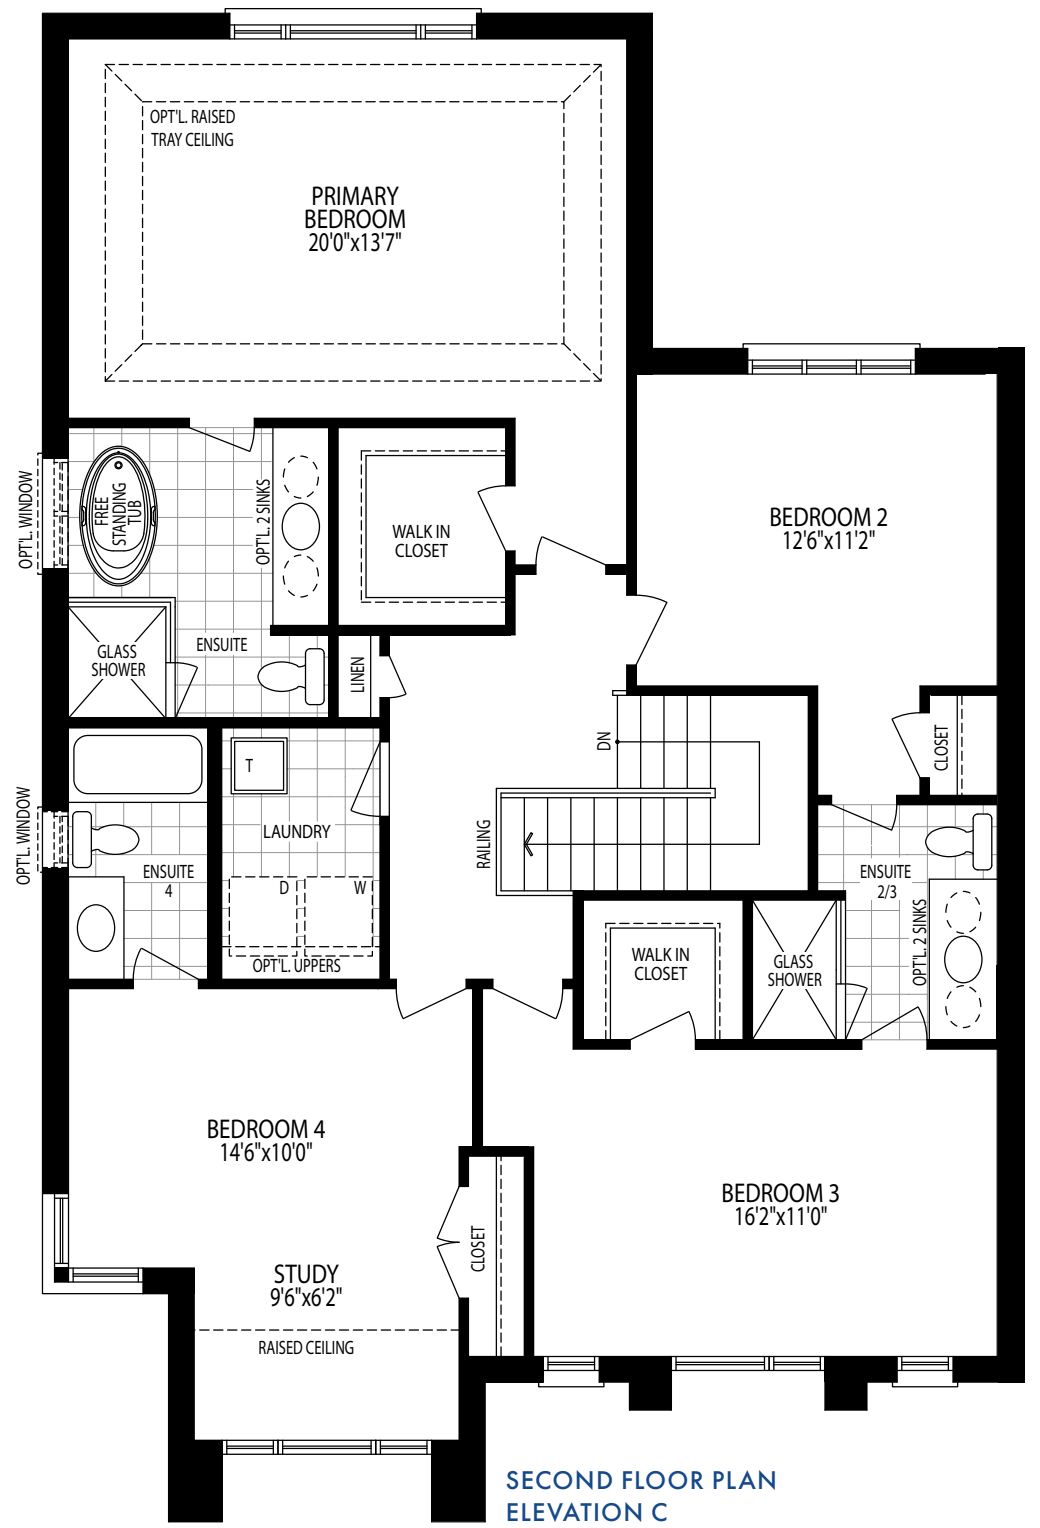 OPT'L. RAISED
TRAY CEILING
PRIMARY
BEDROOM
20'0"x13'7"
OPT'L. WINDOW
FREE
STANDING
TUB
OPT'L. 2 SINKS
WALK IN
CLOSET
BEDROOM 2
12'6"x11'2"
GLASS
SHOWER
ENSUITE
LINEN
DN
CLOSET
OPT'L. WINDOW
T
LAUNDRY
RAILING
ENSUITE
4
D
W
OPT'L. UPPERS
ENSUITE
2/3
OPT'L. 2 SINKS
WALK IN
CLOSET
GLASS
SHOWER
BEDROOM 4
14'6"x10'0"
BEDROOM 3
16'2"x11'0"
CLOSET
STUDY
9'6"x6'2"
RAISED CEILING
SECOND FLOOR PLAN
ELEVATION C